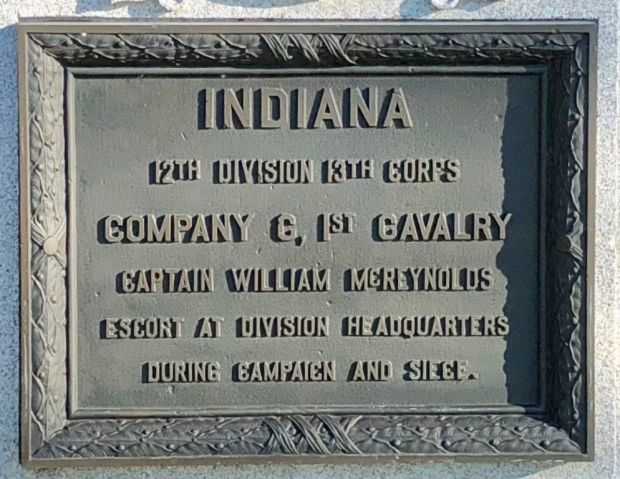 INDIANA
12TH DIVISION 13TH CORPS
COMPANY C, 1ST CAVALRY
CAPTAIN WILLIAM MCREYNOLDS
ESCORT AT DIVISION HEADQUARTERS
DURING CAMPAIGN AND SIEGE.